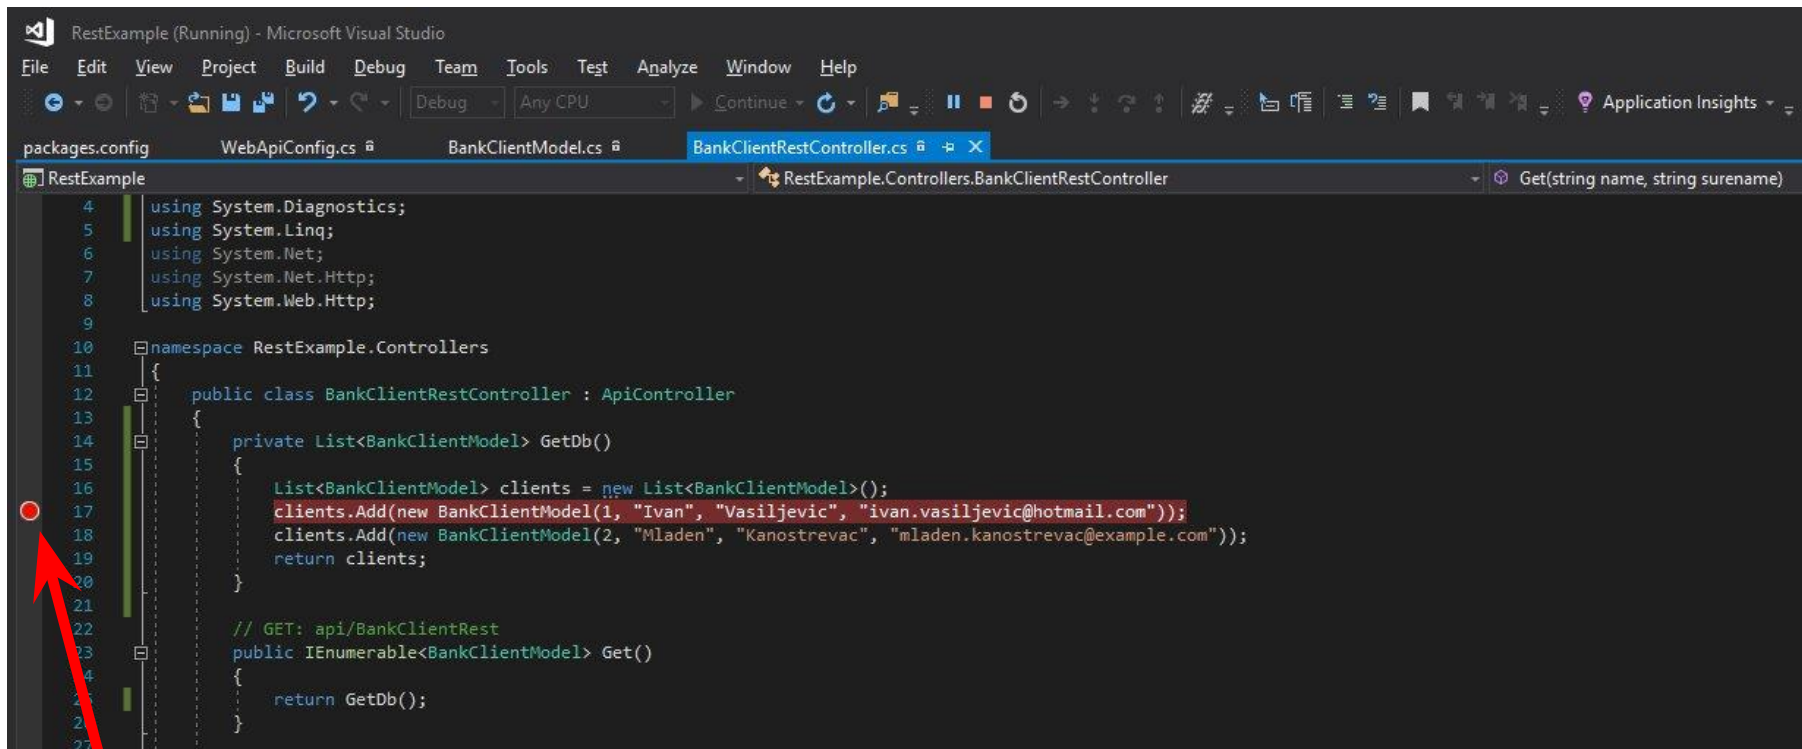 RestExample (Running) - Microsoft Visual Studio
File Edit View Project Build Debug Team Tools Test Analyze Window Help
Debug Any CPU Continue Application Insights
packages.config WebApiConfig.cs BankClientModel.cs BankClientRestController.cs
RestExample RestExample.Controllers.BankClientRestController Get(string name, string surename)
4 using System.Diagnostics;
5 using System.Linq;
6 using System.Net;
7 using System.Net.Http;
8 using System.Web.Http;
9
10 namespace RestExample.Controllers
11 {
12 public class BankClientRestController : ApiController
13 {
14 private List<BankClientModel> GetDb()
15 {
16 List<BankClientModel> clients = new List<BankClientModel>();
17 clients.Add(new BankClientModel(1, "Ivan", "Vasiljevic", "ivan.vasiljevic@hotmail.com"));
18 clients.Add(new BankClientModel(2, "Mladen", "Kanostrevac", "mladen.kanostrevac@example.com"));
19 return clients;
20 }
21
22 // GET: api/BankClientRest
23 public IEnumerable<BankClientModel> Get()
{
25 return GetDb();
}
27